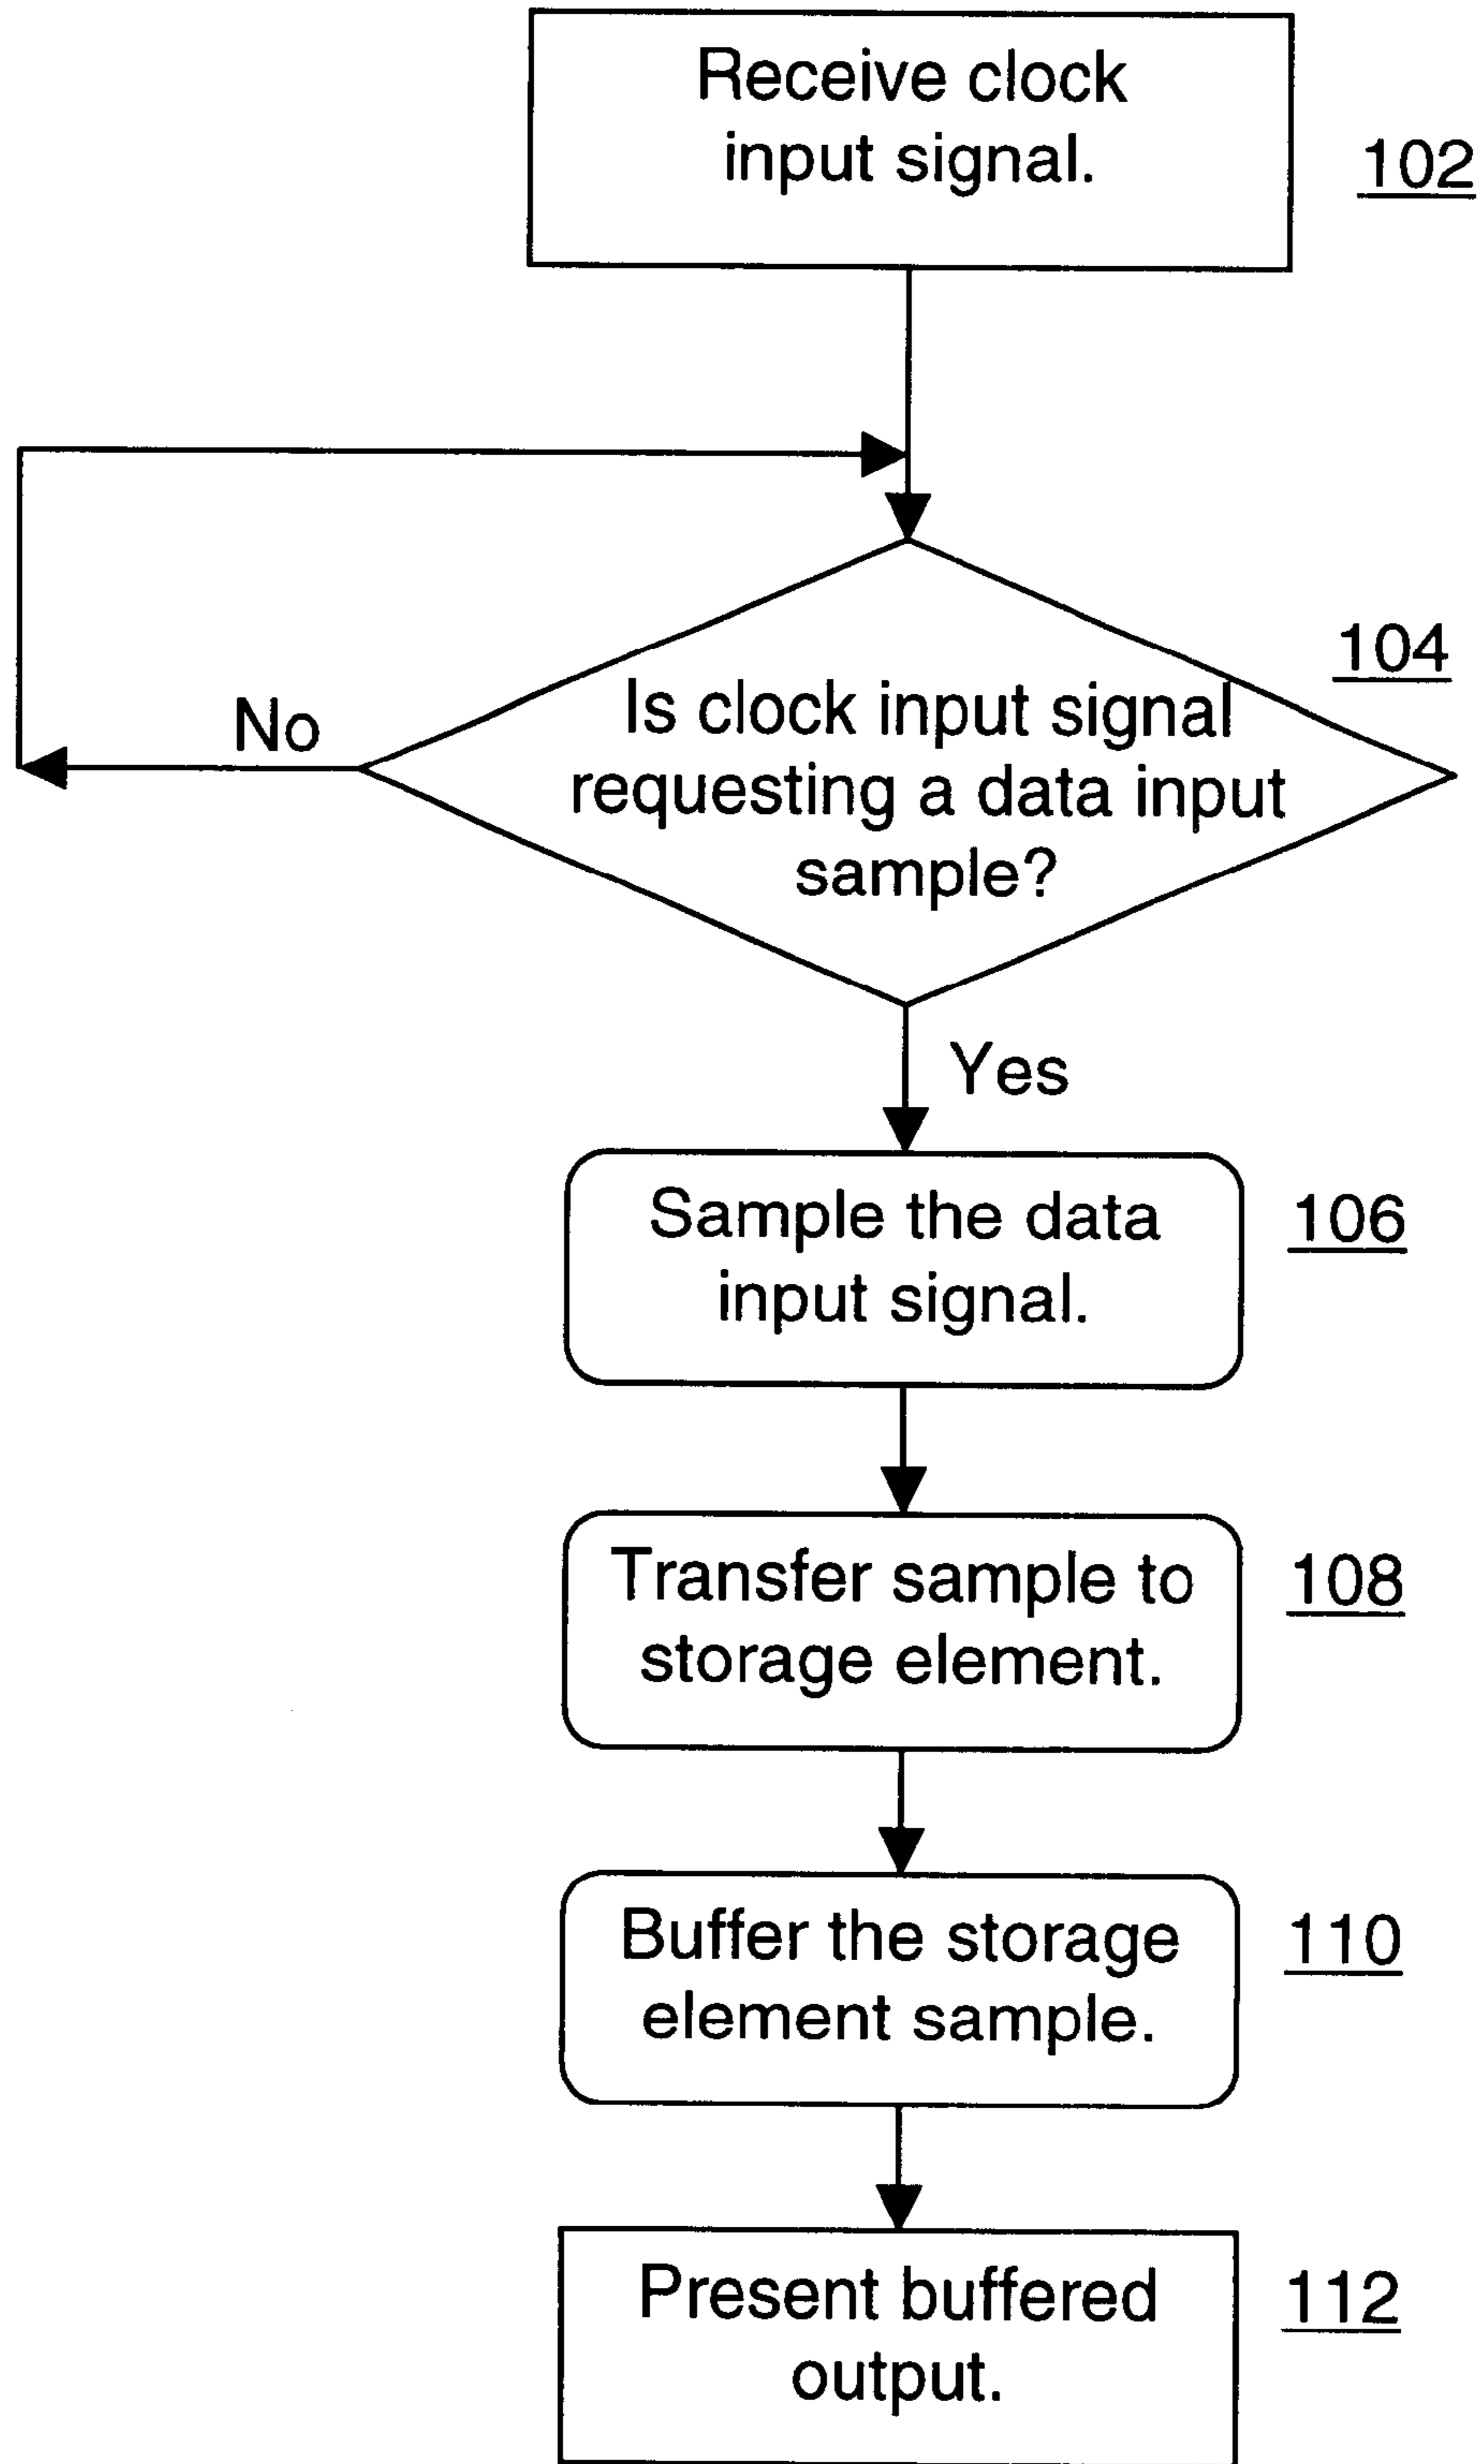 Receive clock
input signal.
102
104
Is clock input signal
requesting a data input
sample?
No
Yes
Sample the data
input signal.
106
Transfer sample to
storage element.
108
Buffer the storage
element sample.
110
Present buffered
output.
112